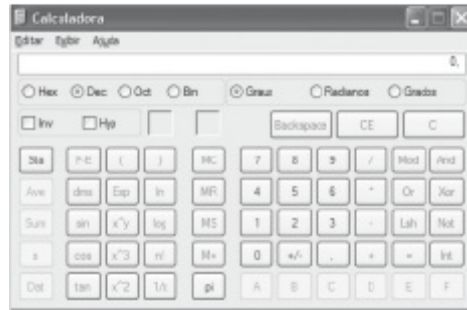 Calculadora
Editar Exibir Ajuda
0,
Hex Dec Oct Bin Graus Radianos Grados
Inv Hyp Backspace CE C
Sta F-E ( ) MC 7 8 9 / Mod And
Ave dms Exp ln MR 4 5 6 * Or Xor
Sum sin x^y log MS 1 2 3 - Lsh Not
s cos x^3 n! M+ 0 +/- , + = Int
Dat tan x^2 1/x pi A B C D E F